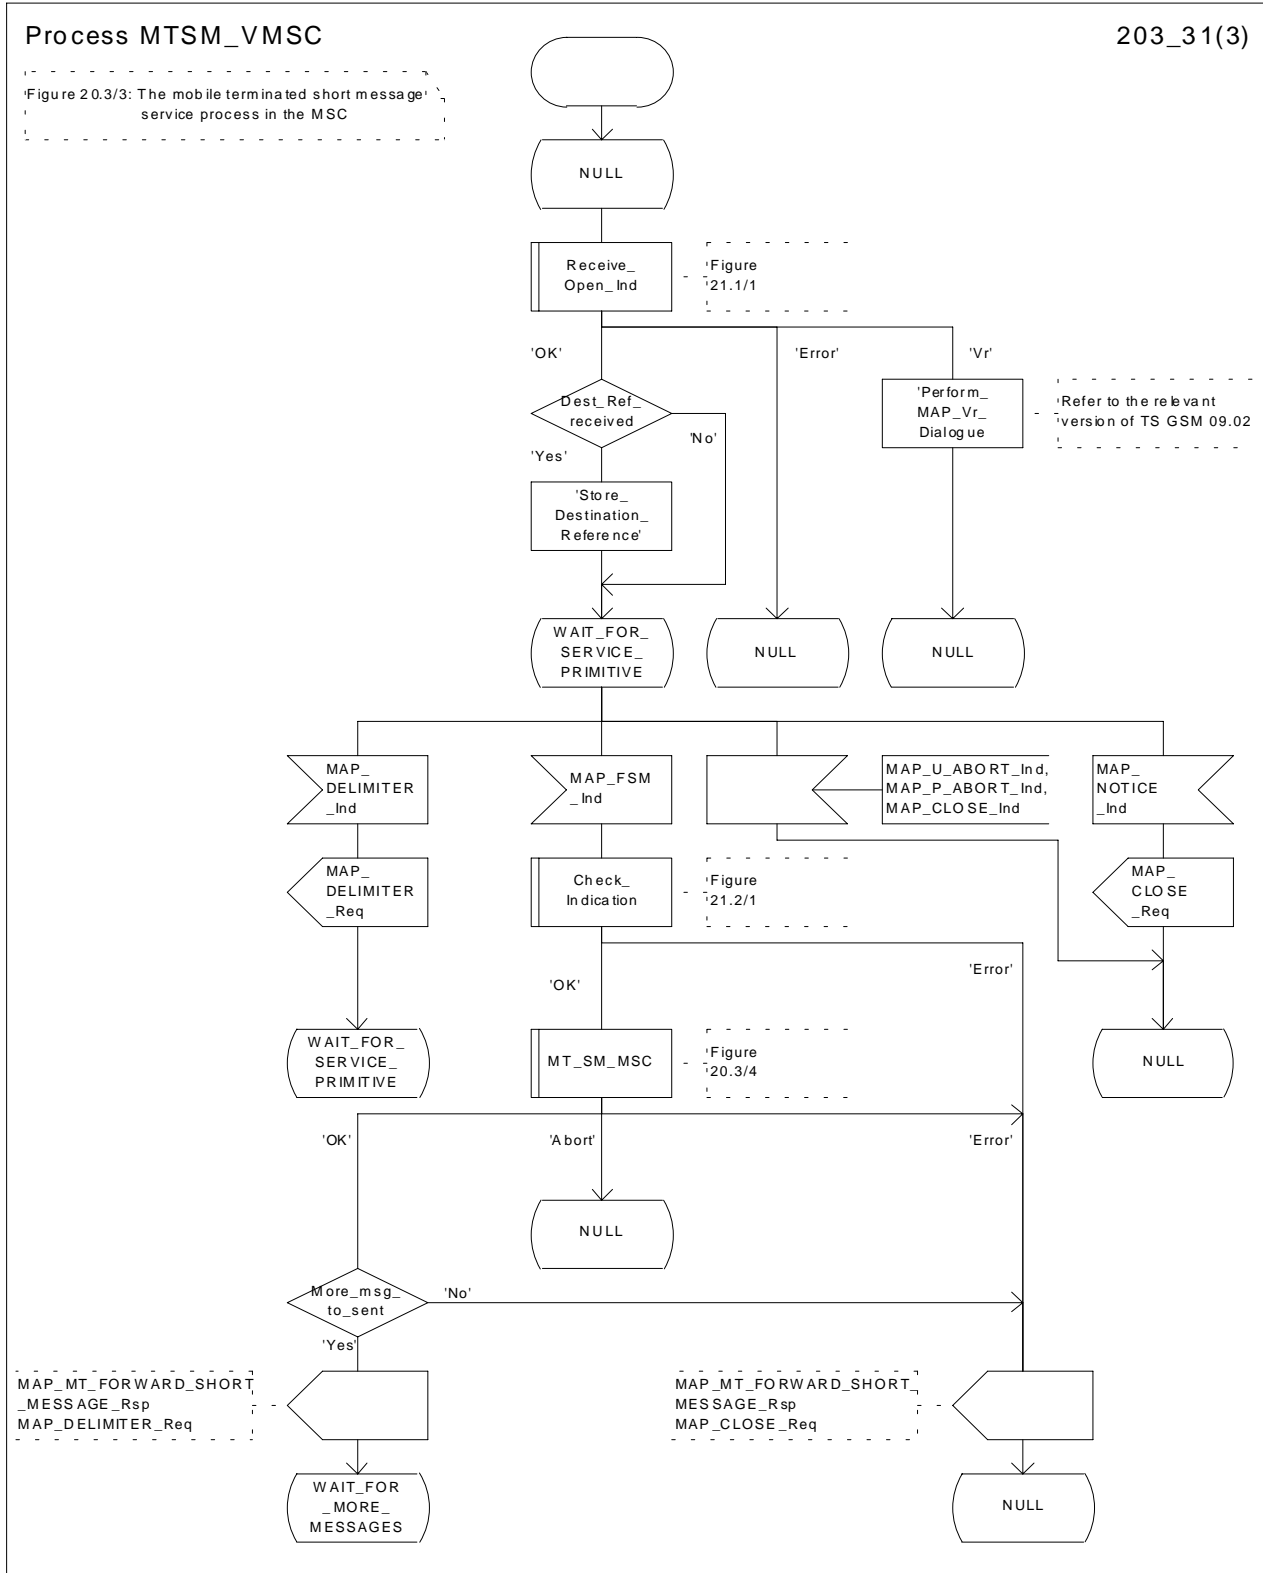 Process MTSM_VMSC
203_31(3)
Figure 20.3/3: The mobile terminated short message
service process in the MSC
NULL
Receive_
Open_Ind
Figure
21.1/1
'OK'
'Error'
'Vr'
Dest_Ref_
received
'Perform_
MAP_Vr_
Dialogue
Refer to the relevant
version of TS GSM 09.02
'No'
'Yes'
'Store_
Destination_
Reference'
WAIT_FOR_
SERVICE_
PRIMITIVE
NULL
NULL
MAP_
DELIMITER
_Ind
MAP_FSM
_Ind
MAP_U_ABORT_Ind,
MAP_P_ABORT_Ind,
MAP_CLOSE_Ind
MAP_
NOTICE
_Ind
MAP_
DELIMITER
_Req
Check_
Indication
Figure
21.2/1
MAP_
CLOSE
_Req
'Error'
'OK'
WAIT_FOR_
SERVICE_
PRIMITIVE
MT_SM_MSC
Figure
20.3/4
NULL
'OK'
'Abort'
'Error'
NULL
More_msg_
to_sent
'No'
'Yes'
MAP_MT_FORWARD_SHORT
_MESSAGE_Rsp
MAP_DELIMITER_Req
MAP_MT_FORWARD_SHORT_
MESSAGE_Rsp
MAP_CLOSE_Req
WAIT_FOR
_MORE_
MESSAGES
NULL